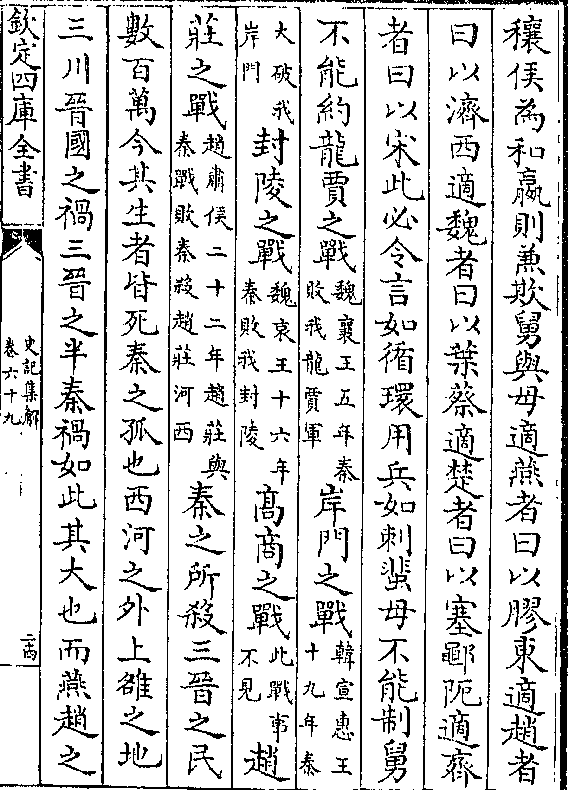 穰侯為和嬴則兼欺舅與母適燕者曰以膠東適趙者
曰以濟西適魏者曰以葉蔡適楚者曰以塞鄳阨適齊
者曰以宋此必令言如循環用兵如刺蜚母不能制舅
不能約龍賈之戰魏襄王五年秦敗我龍賈軍岸門之戰韓宣惠王十九年秦
大破我岸門封陵之戰魏哀王十六年秦敗我封陵髙商之戰此戰事不見趙
莊之戰趙肅侯二十二年趙莊與秦戰敗秦殺趙莊河西秦之所殺三晉之民
數百萬今其生者皆死秦之孤也西河之外上雒之地
三川晉國之禍三晉之半秦禍如此其大也而燕趙之
欽定四庫全書
史記集解
卷六十九
二十四